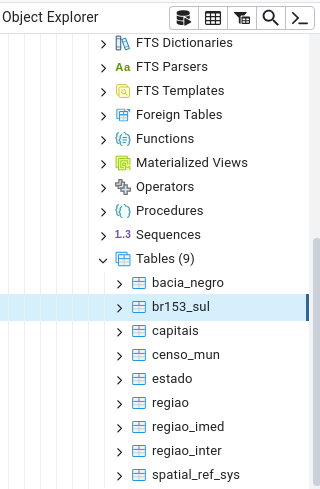 Object Explorer
FTS Dictionaries
Aa FTS Parsers
FTS Templates
Foreign Tables
Functions
Materialized Views
Operators
Procedures
1..3 Sequences
Tables (9)
bacia_negro
br153_sul
capitais
censo_mun
estado
regiao
regiao_imed
regiao_inter
spatial_ref_sys